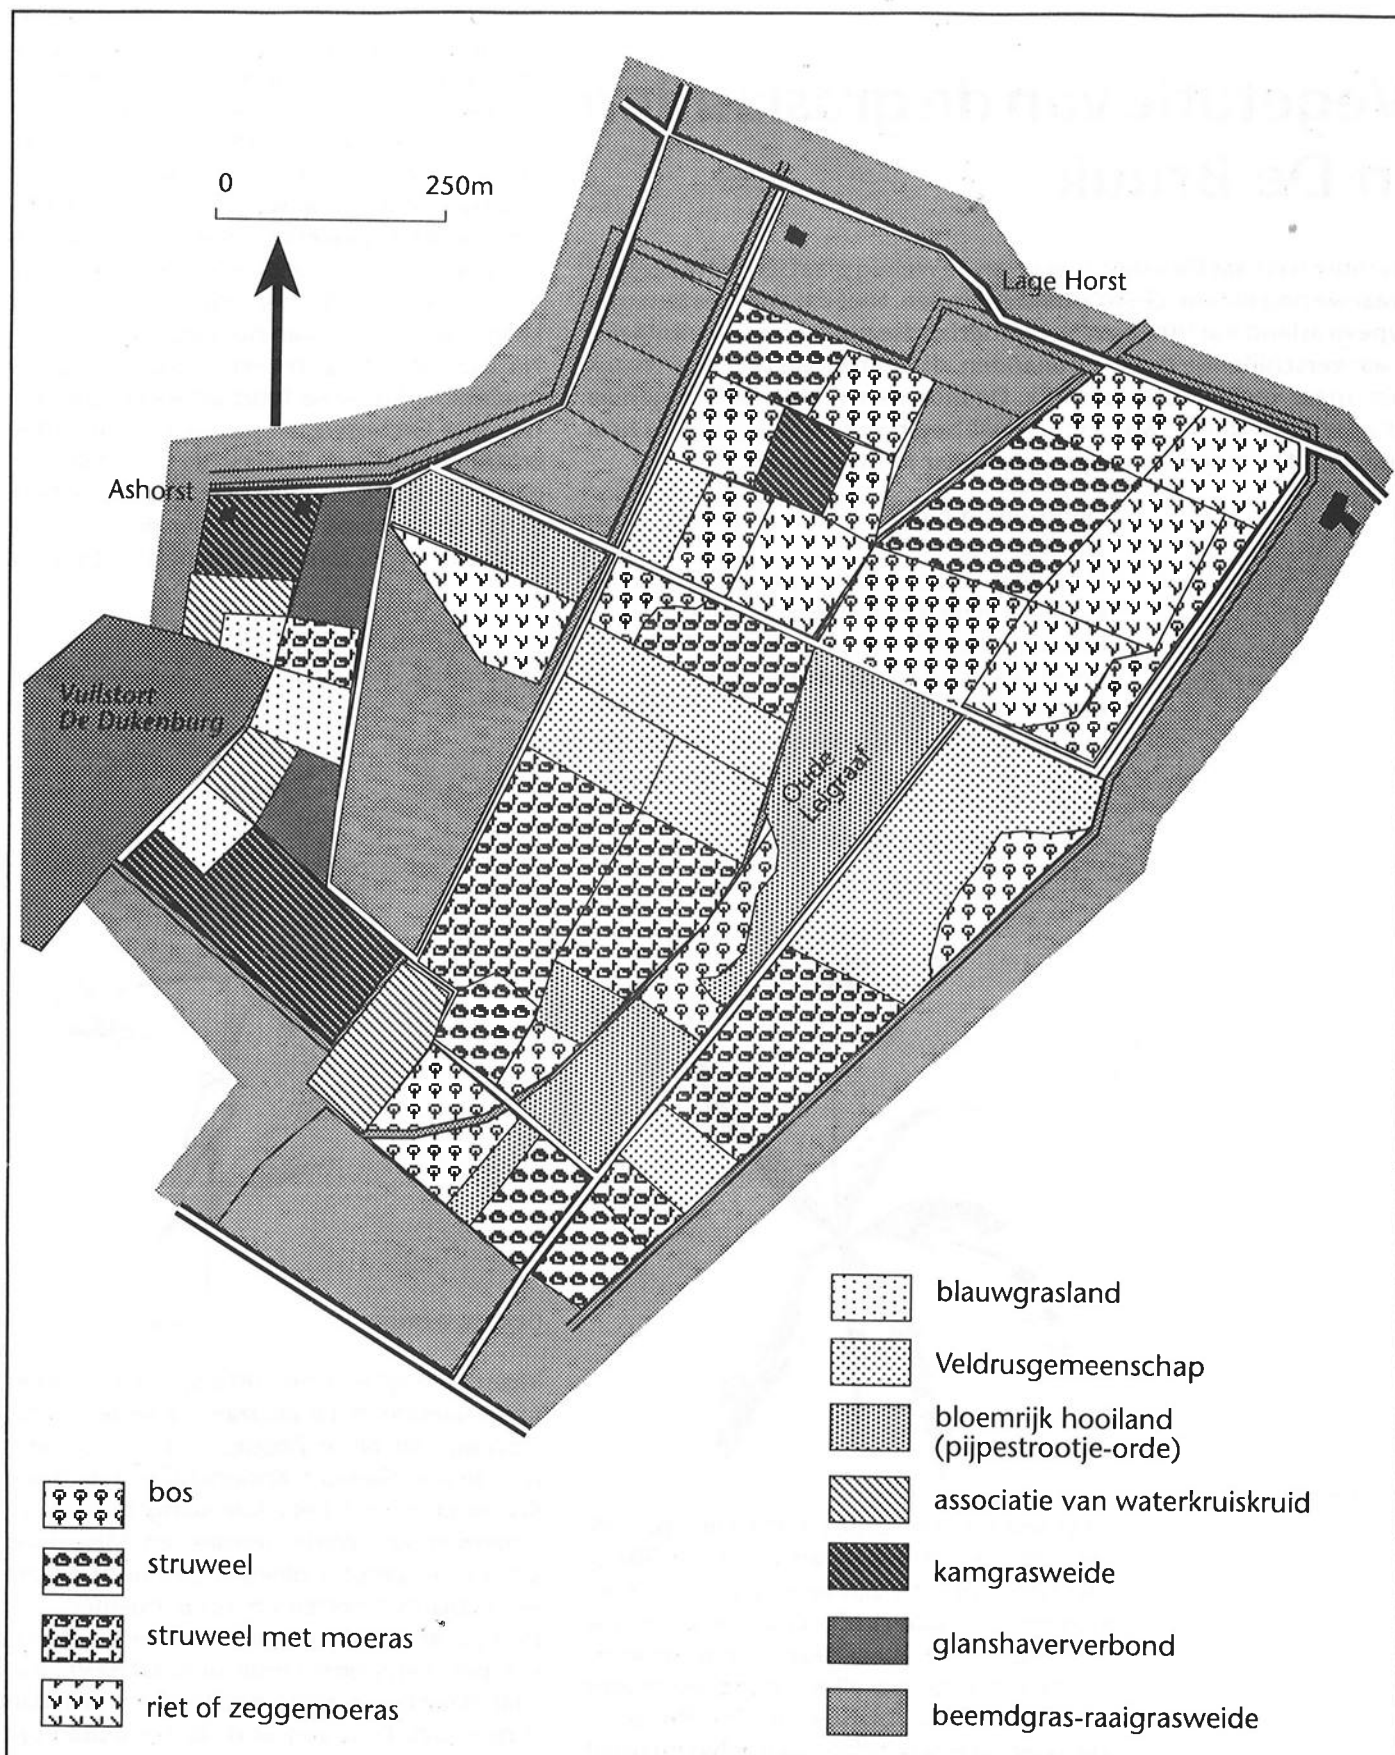 0 250m
Lage Horst
Ashorst
Vuilstort
De Dukenburg
Oude
Leigraaf
blauwgrasland
Veldrusgemeenschap
bloemrijk hooiland
(pijpestrootje-orde)
associatie van waterkruiskruid
kamgrasweide
glanshaververbond
beemdgras-raaigrasweide
bos
struweel
struweel met moeras
riet of zeggemoeras